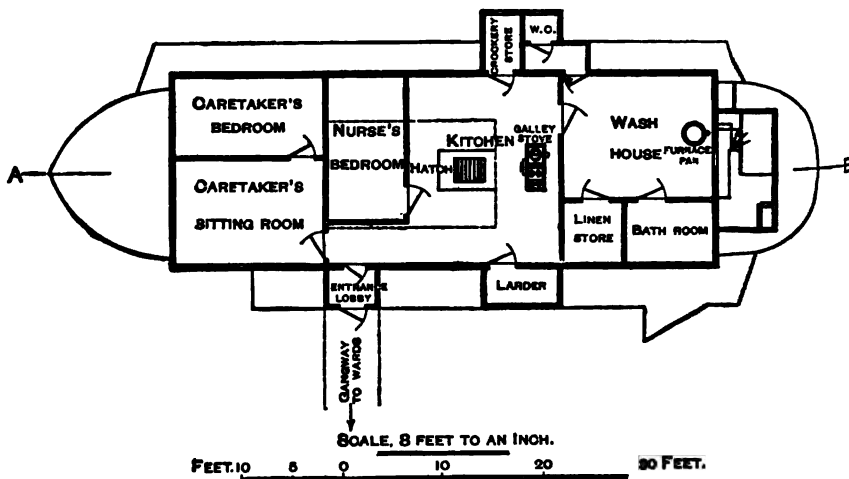 CROCKERY
STORE
W.C.
CARETAKER'S
BEDROOM
NURSE'S
BEDROOM
KITCHEN
HATCH
GALLEY
STOVE
WASH
HOUSE
FURNACE
PAN
A
B
CARETAKER'S
SITTING ROOM
LINEN
STORE
BATH ROOM
ENTRANCE
LOBBY
LARDER
GANGWAY
TO WARDS
SCALE, 8 FEET TO AN INCH.
FEET. 10 5 0 10 20 30 FEET.